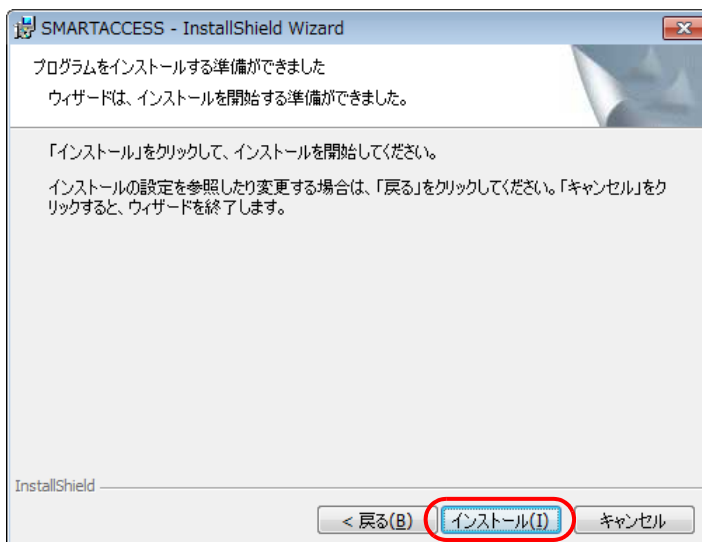 SMARTACCESS - InstallShield Wizard
プログラムをインストールする準備ができました
ウィザードは、インストールを開始する準備ができました。
「インストール」をクリックして、インストールを開始してください。
インストールの設定を参照したり変更する場合は、「戻る」をクリックしてください。「キャンセル」をク
リックすると、ウィザードを終了します。
InstallShield
< 戻る(B) インストール(I) キャンセル